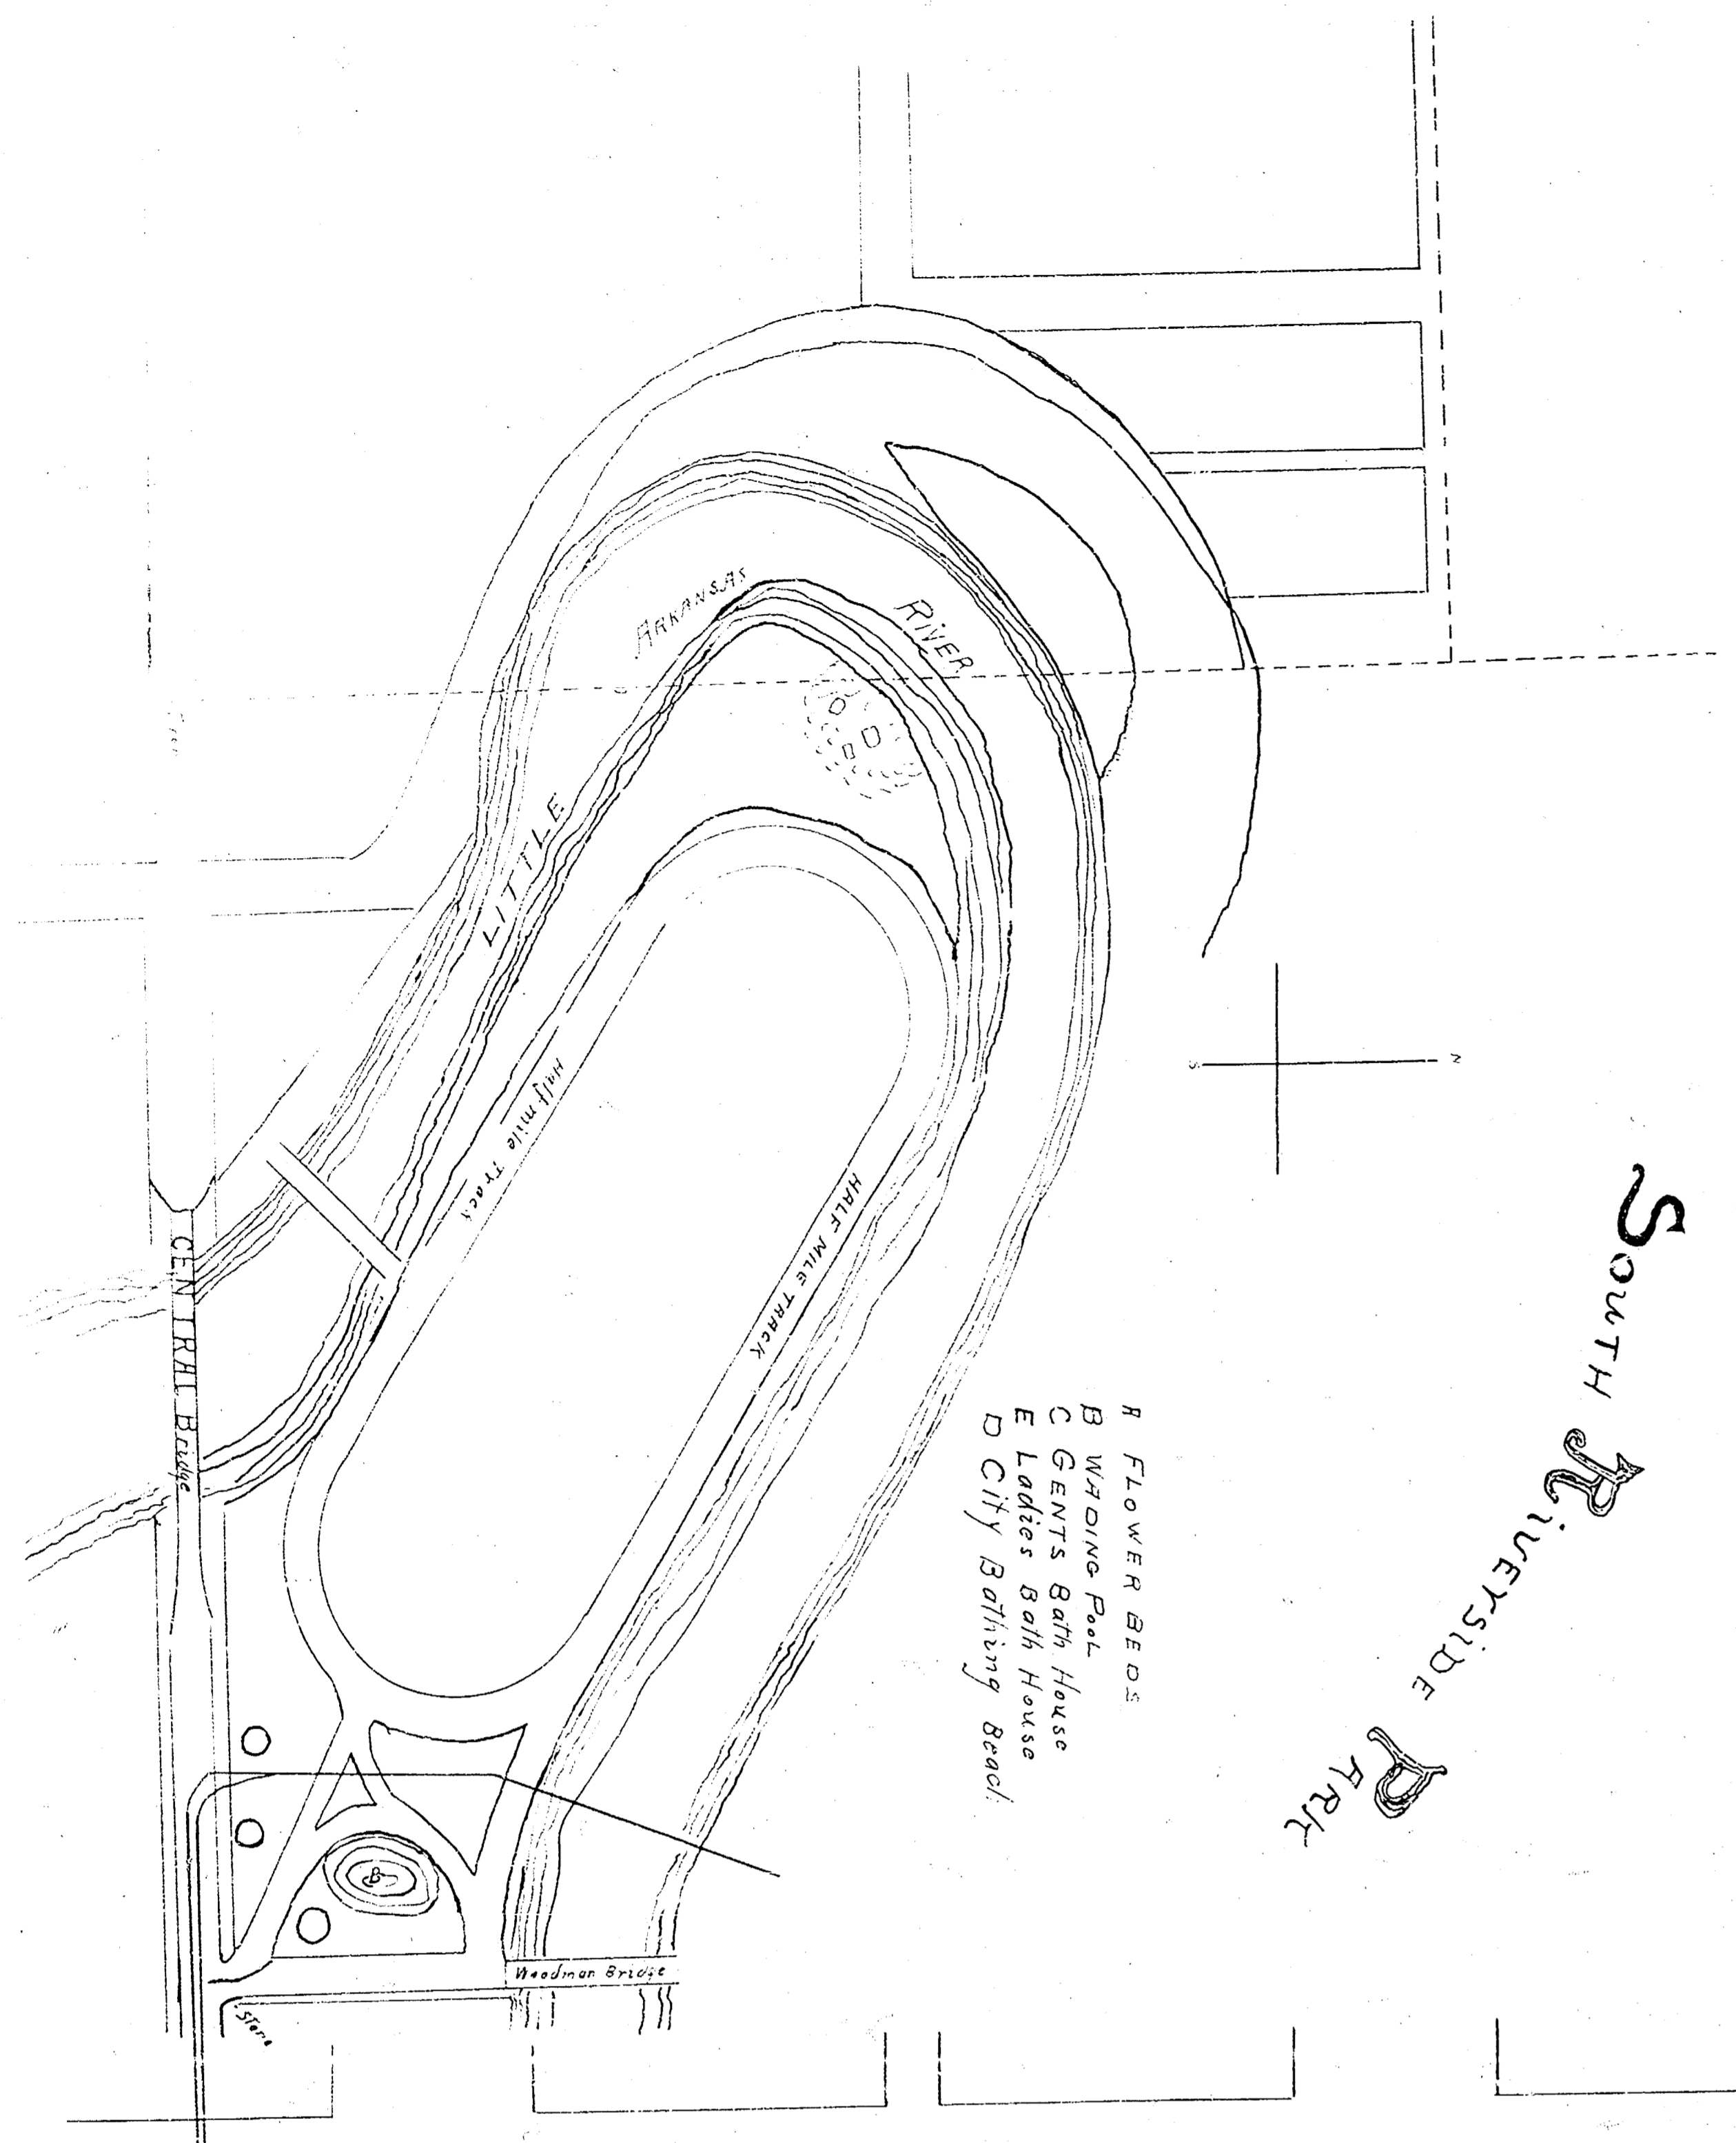 SOUTH RIVERSIDE PARK
A FLOWER BEDS
B WADING POOL
C GENTS Bath House
E Ladies Bath House
D City Bathing Beach
LITTLE
ARKANSAS
RIVER
Half mile Track
HALF MILE TRACK
CENTRAL Bridge
Woodman Bridge
Store
B
N
S